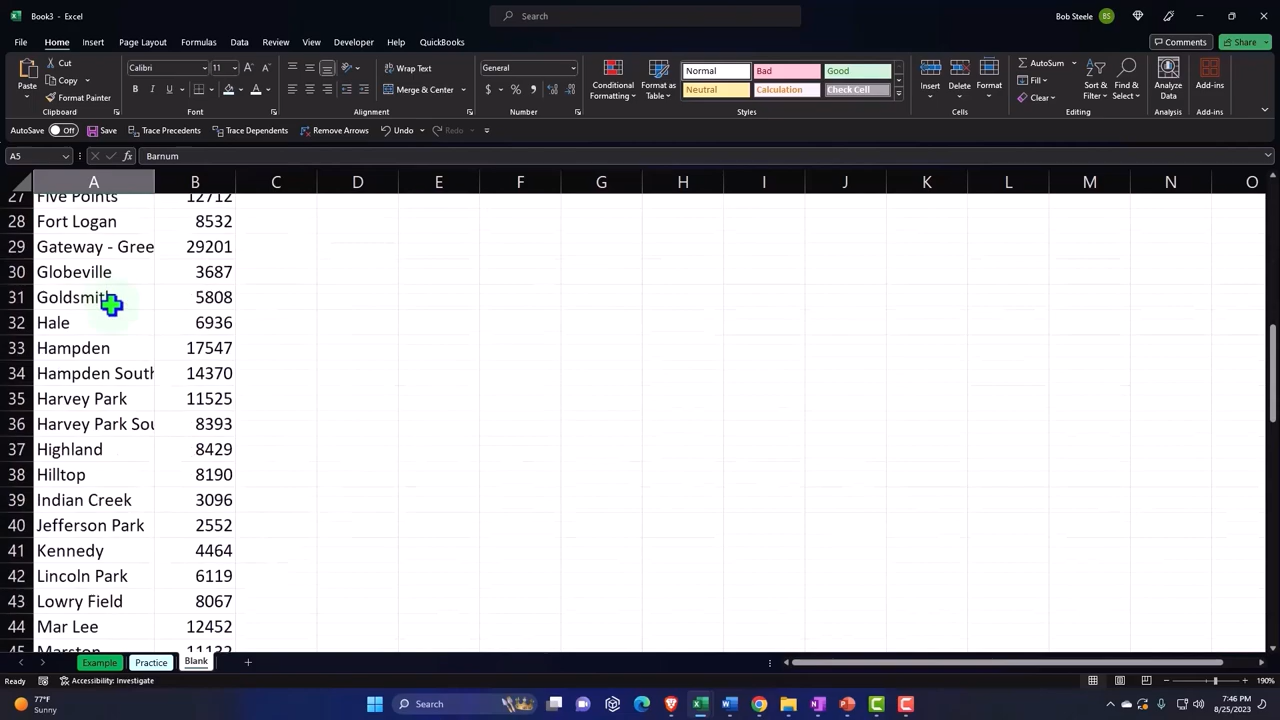 Book3 - Excel
Search
Bob Steele BS
File Home Insert Page Layout Formulas Data Review View Developer Automate Help QuickBooks
Comments Share
Paste
Cut
Copy
Format Painter
Clipboard
Calibri 11
B I U
Font
Wrap Text
Merge & Center
Alignment
General
$ % ,
Number
Conditional Formatting
Format as Table
Normal Bad Good
Neutral Calculation Check Cell
Styles
Insert Delete Format
Cells
AutoSum
Fill
Clear
Sort & Filter
Find & Select
Editing
Analyze Data
Analysis
Add-ins
Add-ins
AutoSave Off Save Trace Precedents Trace Dependents Remove Arrows Undo Redo
A5 fx Barnum
A B C D E F G H I J K L M N O
27 Five Points 12712
28 Fort Logan 8532
29 Gateway - Gree 29201
30 Globeville 3687
31 Goldsmith 5808
32 Hale 6936
33 Hampden 17547
34 Hampden South 14370
35 Harvey Park 11525
36 Harvey Park Sou 8393
37 Highland 8429
38 Hilltop 8190
39 Indian Creek 3096
40 Jefferson Park 2552
41 Kennedy 4464
42 Lincoln Park 6119
43 Lowry Field 8067
44 Mar Lee 12452
45 Marston 11132
Example Practice Blank
Ready Accessibility: Investigate 190%
77°F
Sunny
Search
7:46 PM
8/25/2023